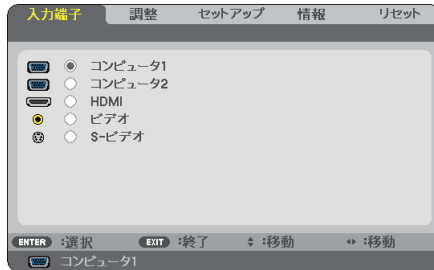 入力端子 調整 セットアップ 情報 リセット
コンピュータ1
コンピュータ2
HDMI
ビデオ
S-ビデオ
ENTER :選択 EXIT :終了 :移動 :移動
コンピュータ1